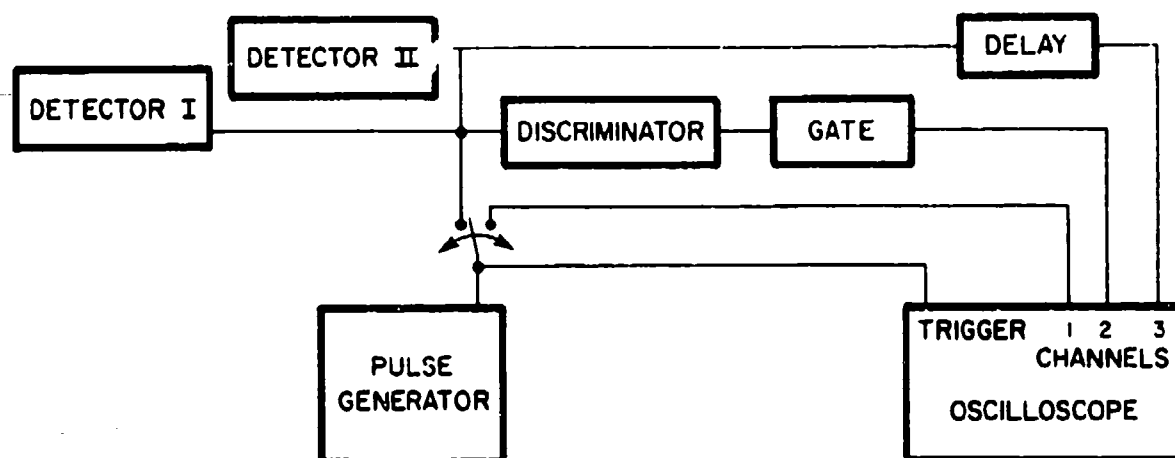 DETECTOR I
DETECTOR II
DELAY
DISCRIMINATOR
GATE
PULSE
GENERATOR
TRIGGER 1 2 3
CHANNELS
OSCILLOSCOPE